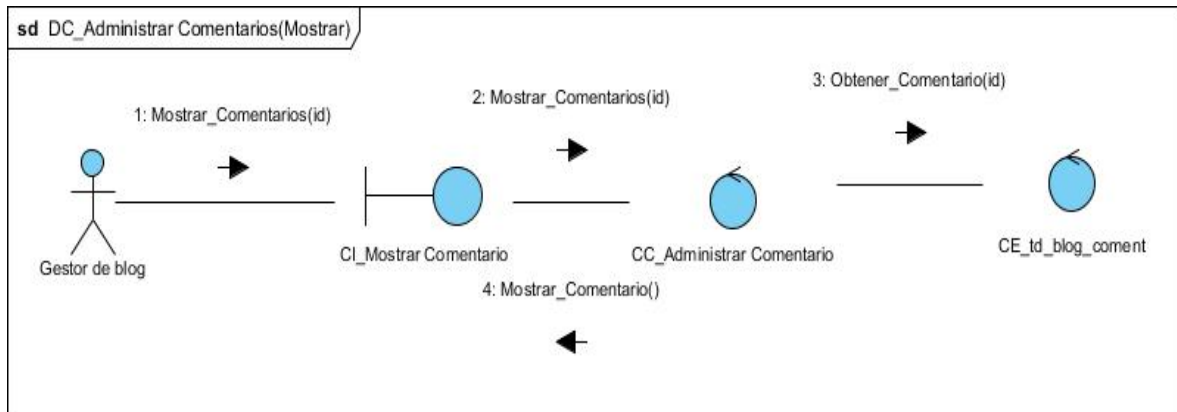 sd DC_Administrar Comentarios(Mostrar)
1: Mostrar_Comentarios(id)
2: Mostrar_Comentarios(id)
3: Obtener_Comentario(id)
Gestor de blog
CI_Mostrar Comentario
CC_Administrar Comentario
CE_td_blog_coment
4: Mostrar_Comentario()